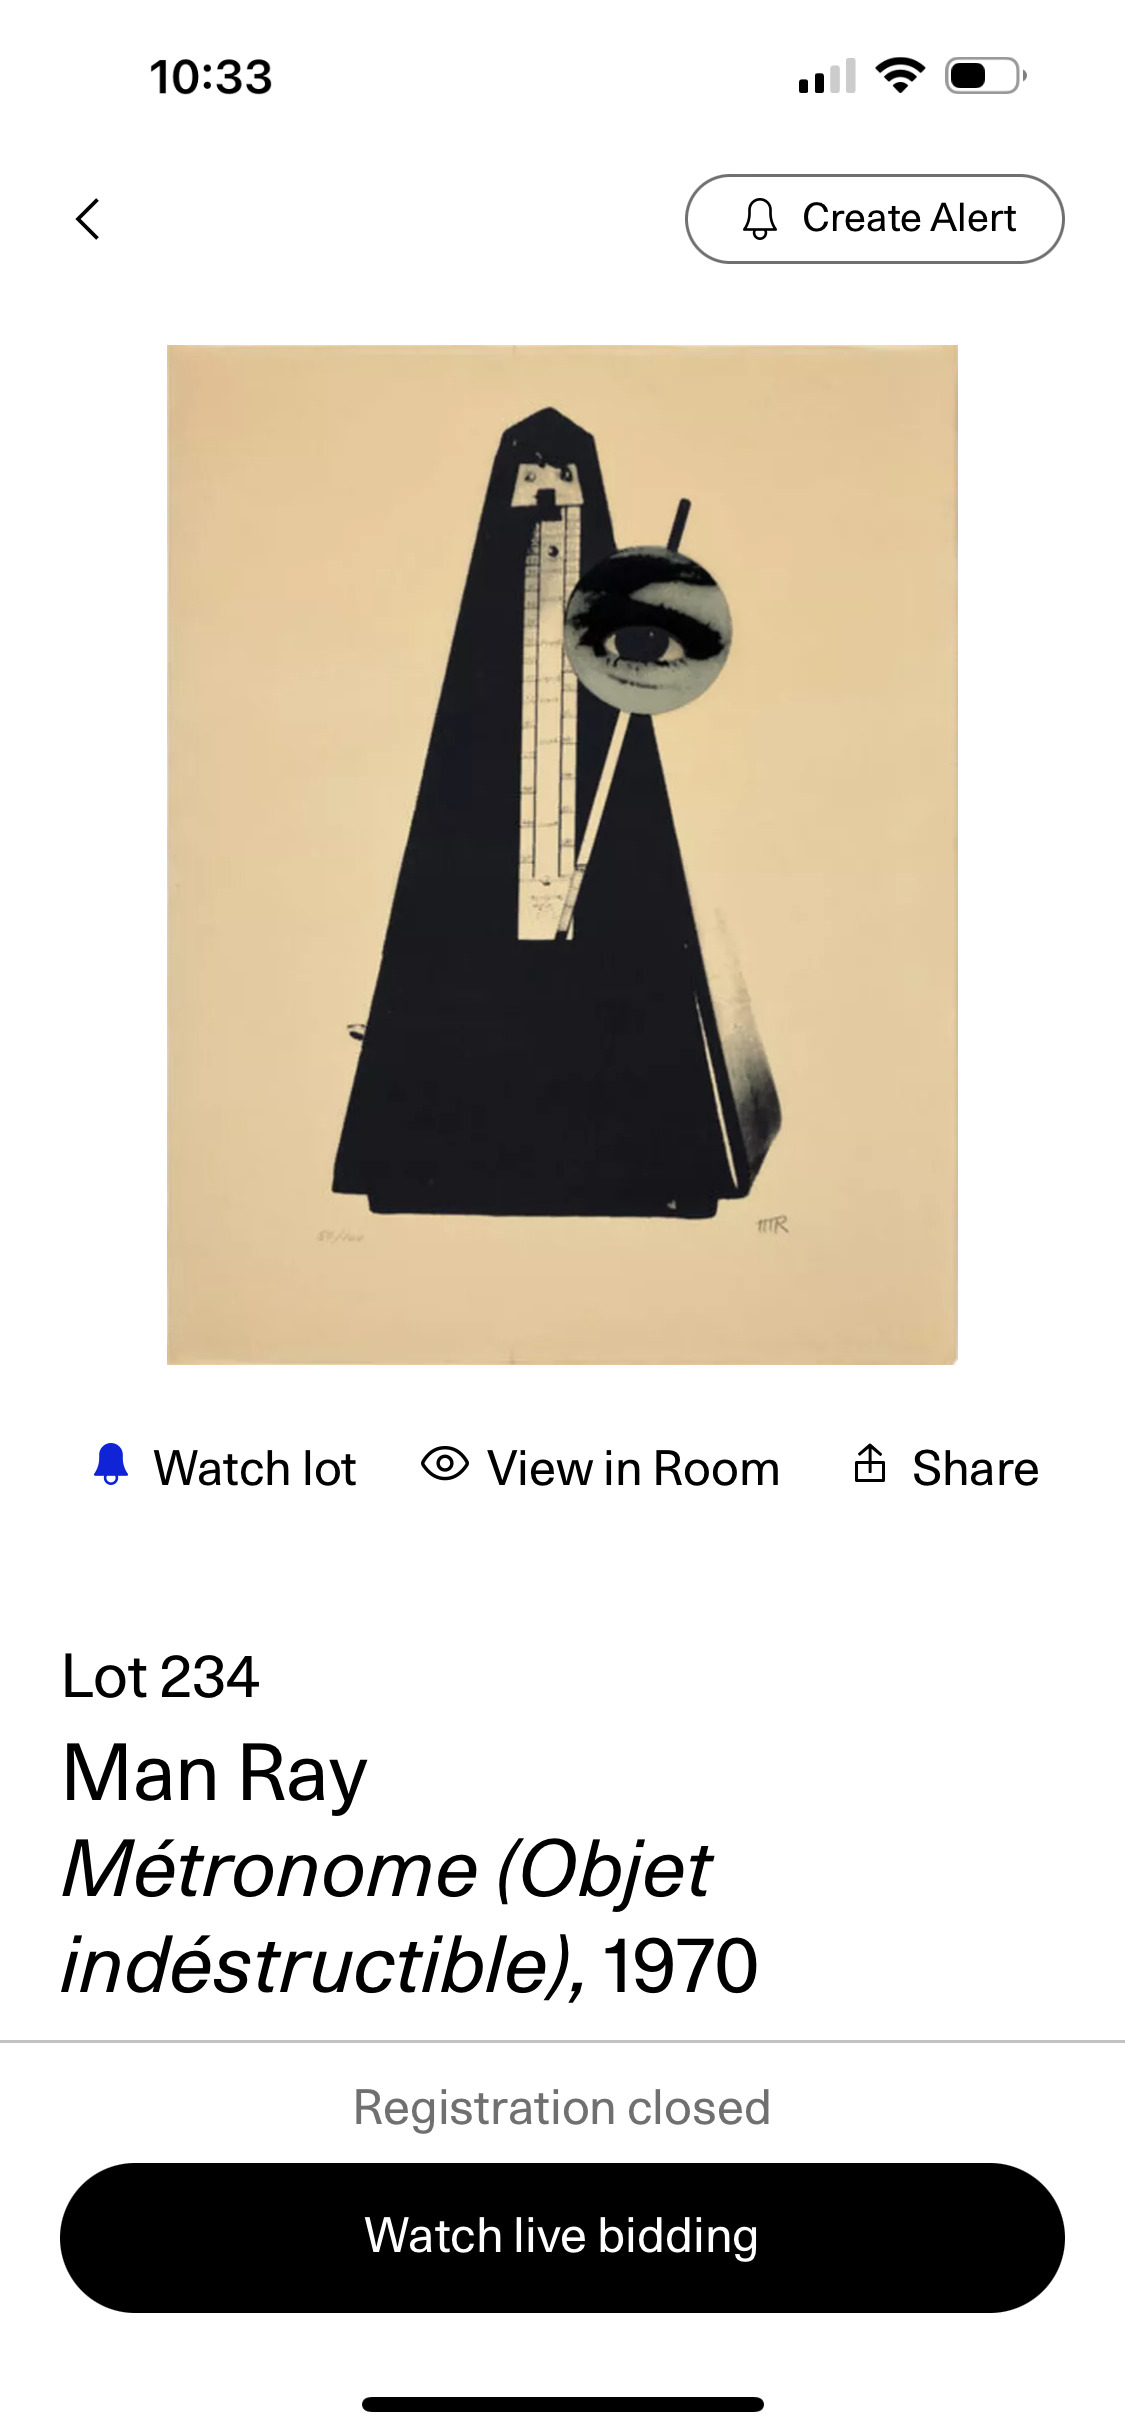 10:33
Create Alert
MR
Watch lot
View in Room
Share
Lot 234
Man Ray
Métronome (Objet
indéstructible), 1970
Registration closed
Watch live bidding